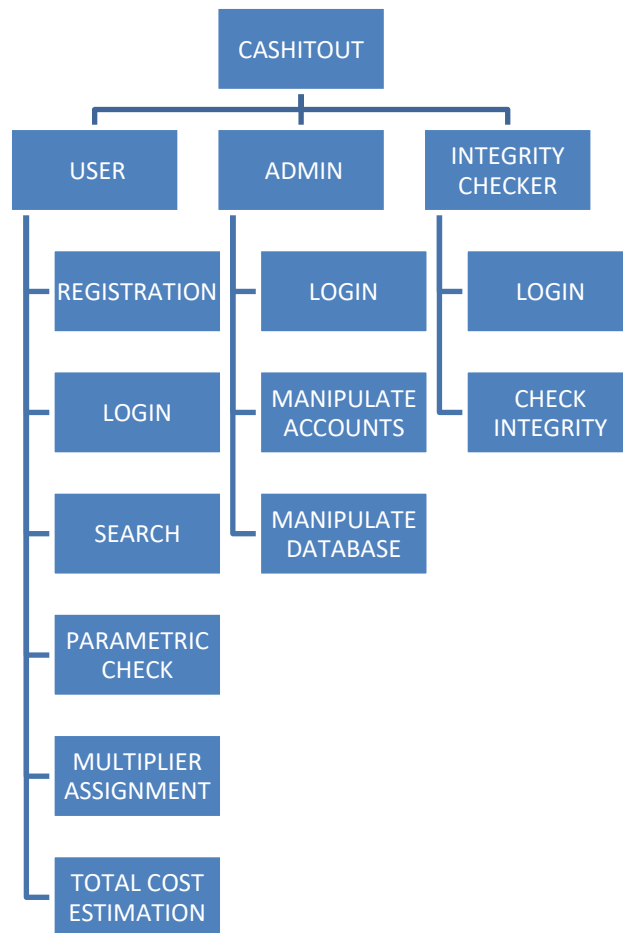 CASHITOUT
USER
ADMIN
INTEGRITY
CHECKER
REGISTRATION
LOGIN
SEARCH
PARAMETRIC
CHECK
MULTIPLIER
ASSIGNMENT
TOTAL COST
ESTIMATION
LOGIN
MANIPULATE
ACCOUNTS
MANIPULATE
DATABASE
LOGIN
CHECK
INTEGRITY